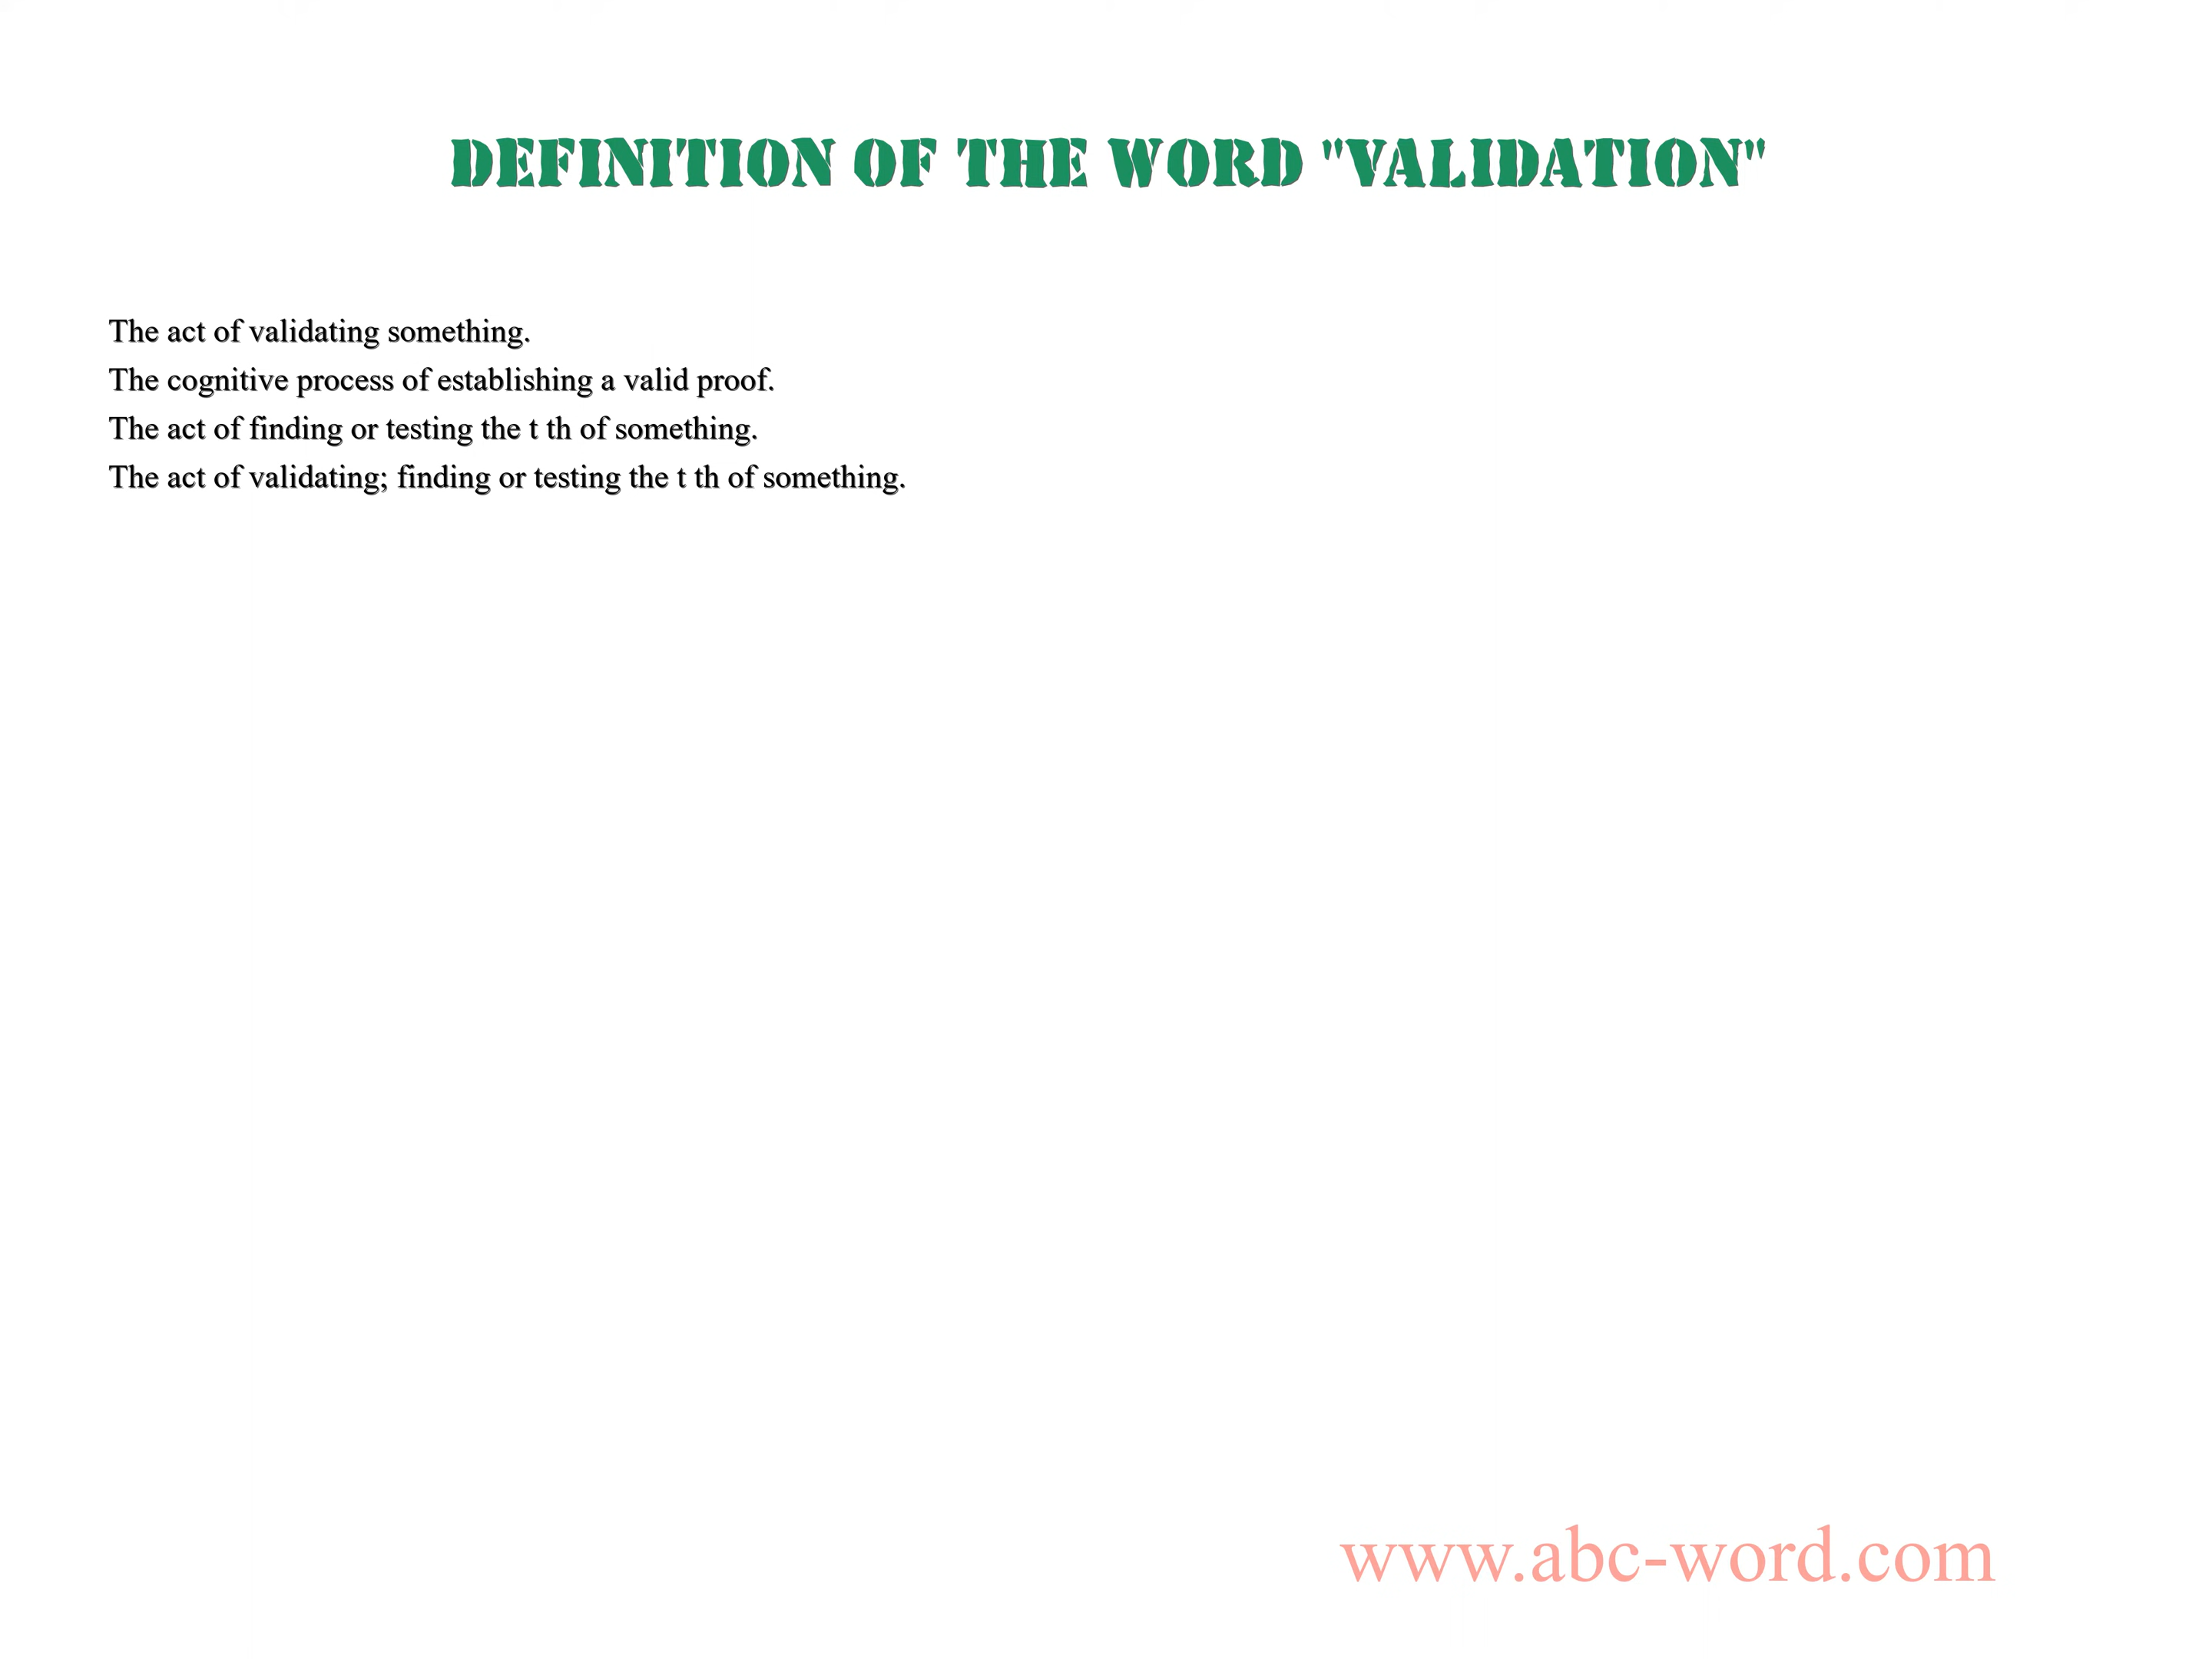 DEFINITION OF THE WORD "VALIDATION"
The act of validating something.
The cognitive process of establishing a valid proof.
The act of finding or testing the t th of something.
The act of validating; finding or testing the t th of something.
www.abc-word.com